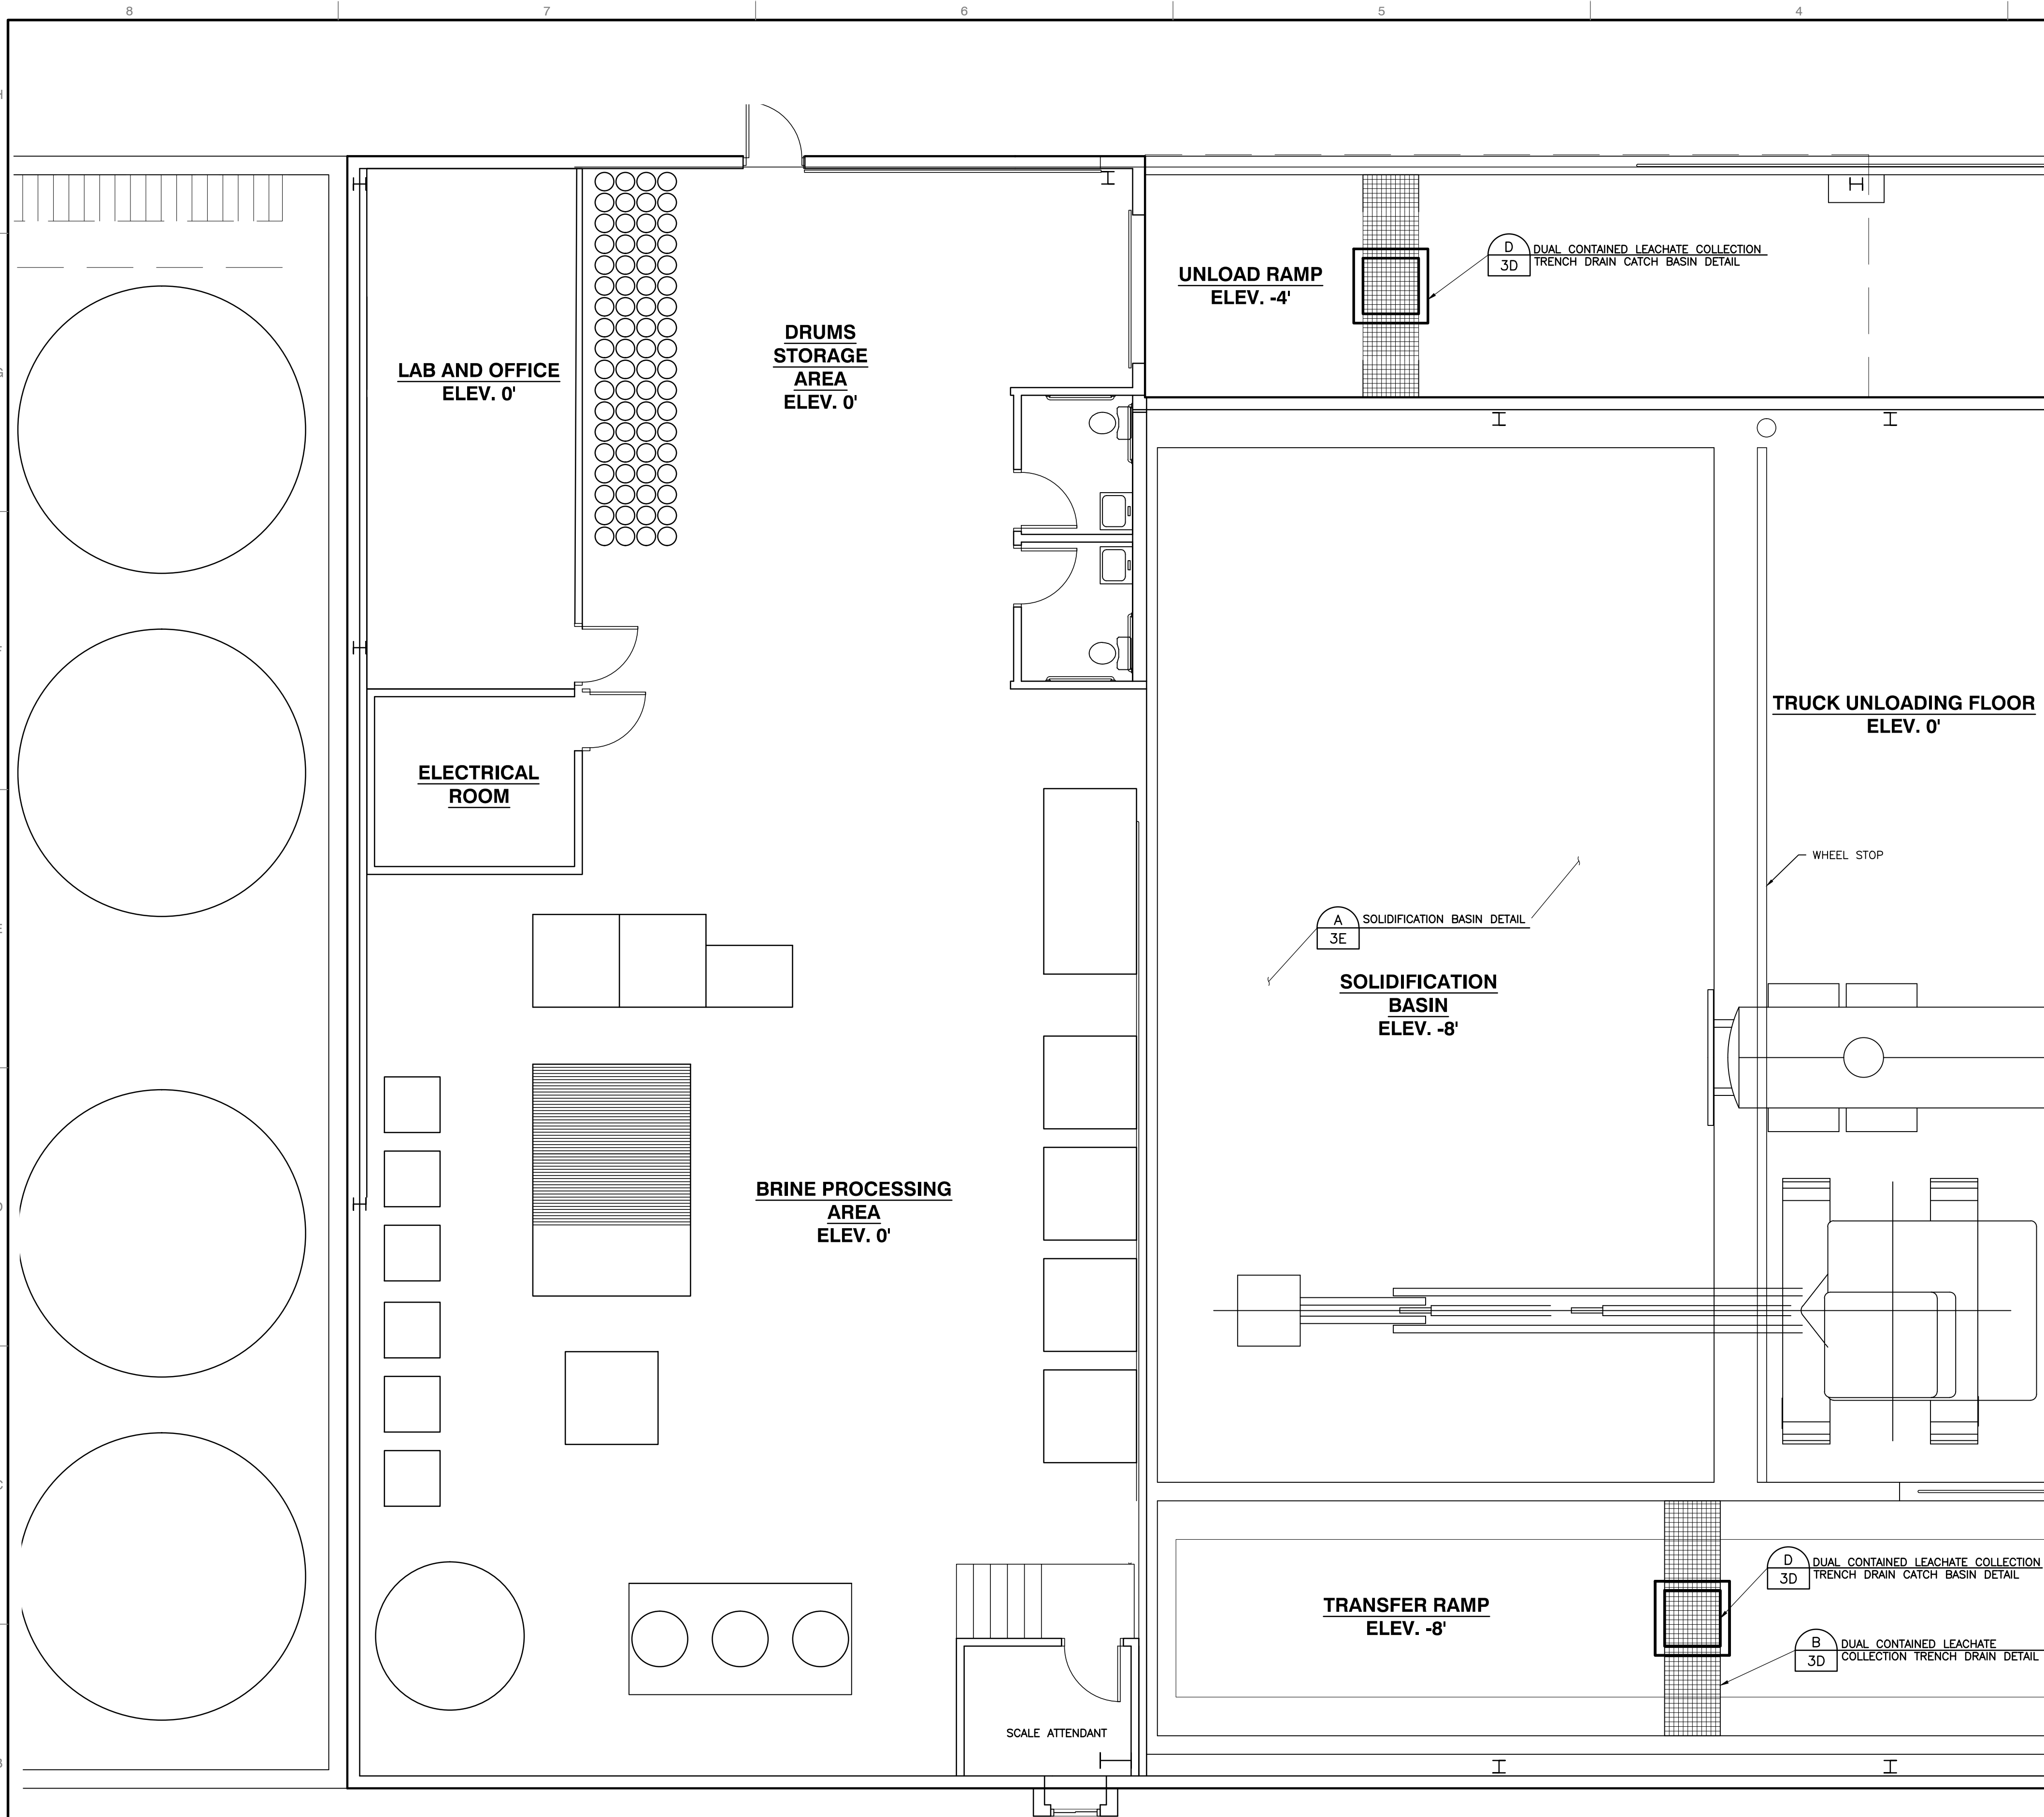 8 7 6 5 4
H
UNLOAD RAMP
ELEV. -4'
D
3D
DUAL CONTAINED LEACHATE COLLECTION
TRENCH DRAIN CATCH BASIN DETAIL
DRUMS
STORAGE
AREA
ELEV. 0'
G
LAB AND OFFICE
ELEV. 0'
F
TRUCK UNLOADING FLOOR
ELEV. 0'
ELECTRICAL
ROOM
WHEEL STOP
E
A
3E
SOLIDIFICATION BASIN DETAIL
SOLIDIFICATION
BASIN
ELEV. -8'
D
BRINE PROCESSING
AREA
ELEV. 0'
C
D
3D
DUAL CONTAINED LEACHATE COLLECTION
TRENCH DRAIN CATCH BASIN DETAIL
TRANSFER RAMP
ELEV. -8'
B
3D
DUAL CONTAINED LEACHATE
COLLECTION TRENCH DRAIN DETAIL
SCALE ATTENDANT
B